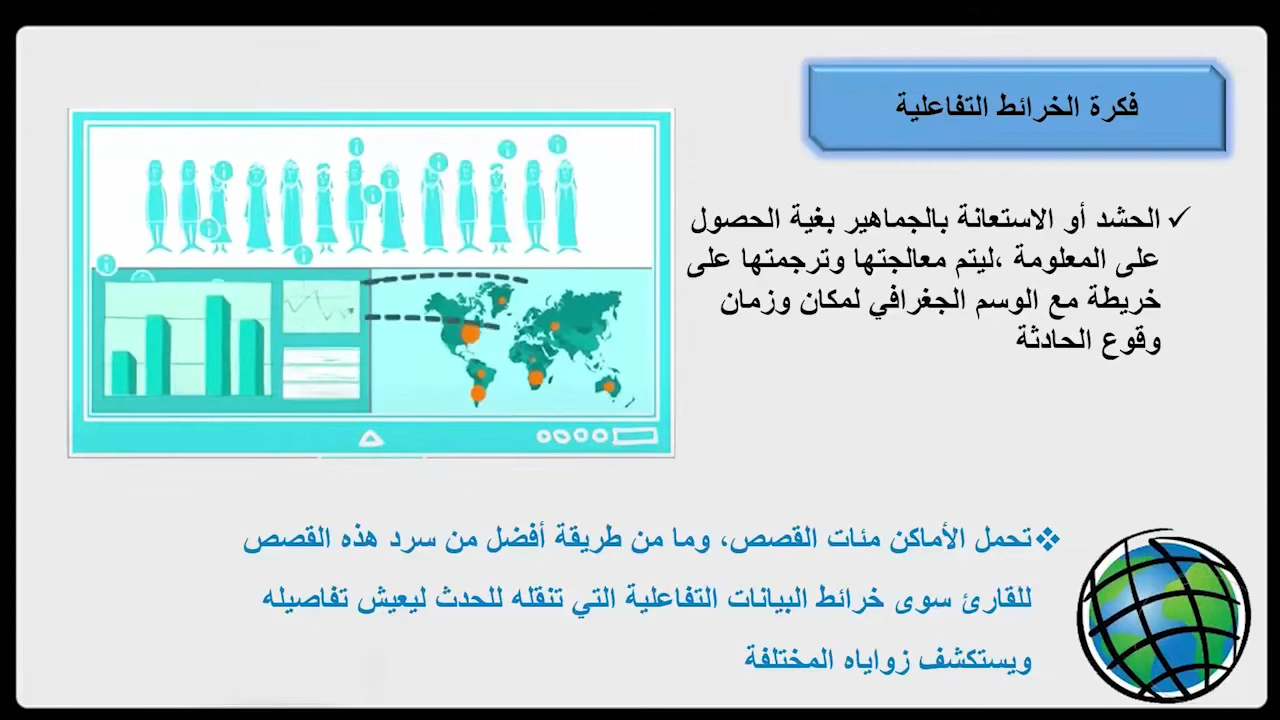 فكرة الخرائط التفاعلية
✓ الحشد أو الاستعانة بالجماهير بغية الحصول
على المعلومة ،ليتم معالجتها وترجمتها على
خريطة مع الوسم الجغرافي لمكان وزمان
وقوع الحادثة
❖ تحمل الأماكن مئات القصص، وما من طريقة أفضل من سرد هذه القصص
للقارئ سوى خرائط البيانات التفاعلية التي تنقله للحدث ليعيش تفاصيله
ويستكشف زواياه المختلفة